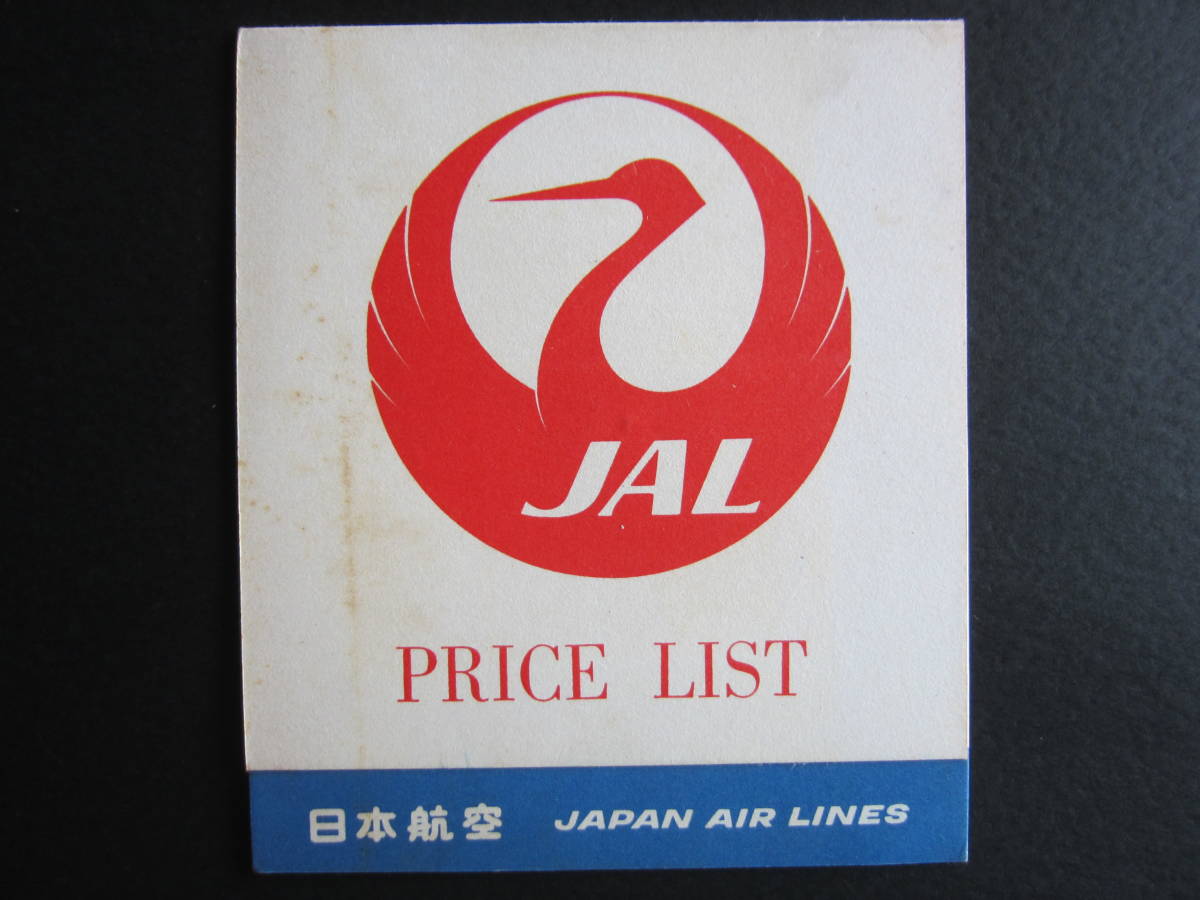 JAL
PRICE LIST
日本航空 JAPAN AIR LINES